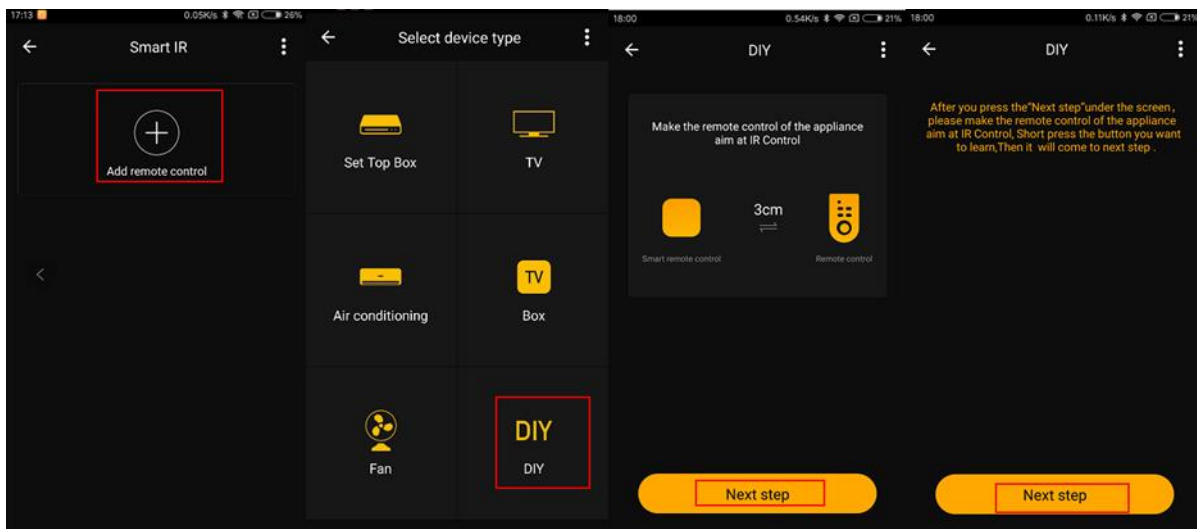 17:13
0.05K/s
26%
Smart IR
Add remote control
Select device type
Set Top Box
TV
Air conditioning
TV
Box
Fan
DIY
DIY
18:00
0.54K/s
21%
DIY
Make the remote control of the appliance
aim at IR Control
3cm
Smart remote control
Remote control
Next step
18:00
0.11K/s
21%
DIY
After you press the"Next step"under the screen,
please make the remote control of the appliance
aim at IR Control, Short press the button you want
to learn,Then it will come to next step .
Next step